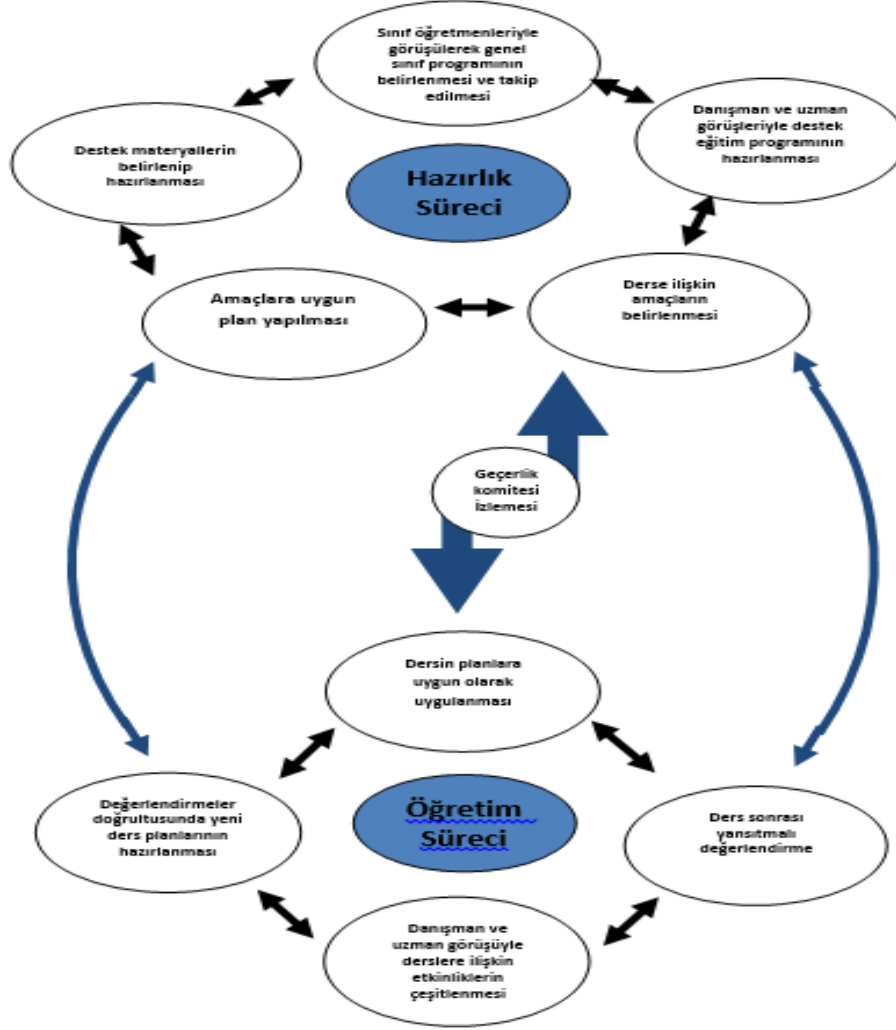 Sınıf öğretmenleriyle
görüşülerek genel
sınıf programının
belirlenmesi ve takip
edilmesi
Danışman ve uzman
görüşleriyle destek
eğitim programının
hazırlanması
Destek materyallerin
belirlenip
hazırlanması
Hazırlık
Süreci
Amaçlara uygun
plan yapılması
Derse ilişkin
amaçların
belirlenmesi
Geçerlik
komitesi
İzlemesi
Dersin planlara
uygun olarak
uygulanması
Değerlendirmeler
doğrultusunda yeni
ders planlarının
hazırlanması
Öğretim
Süreci
Ders sonrası
yansıtmalı
değerlendirme
Danışman ve
uzman görüşüyle
derslere ilişkin
etkinliklerin
çeşitlenmesi